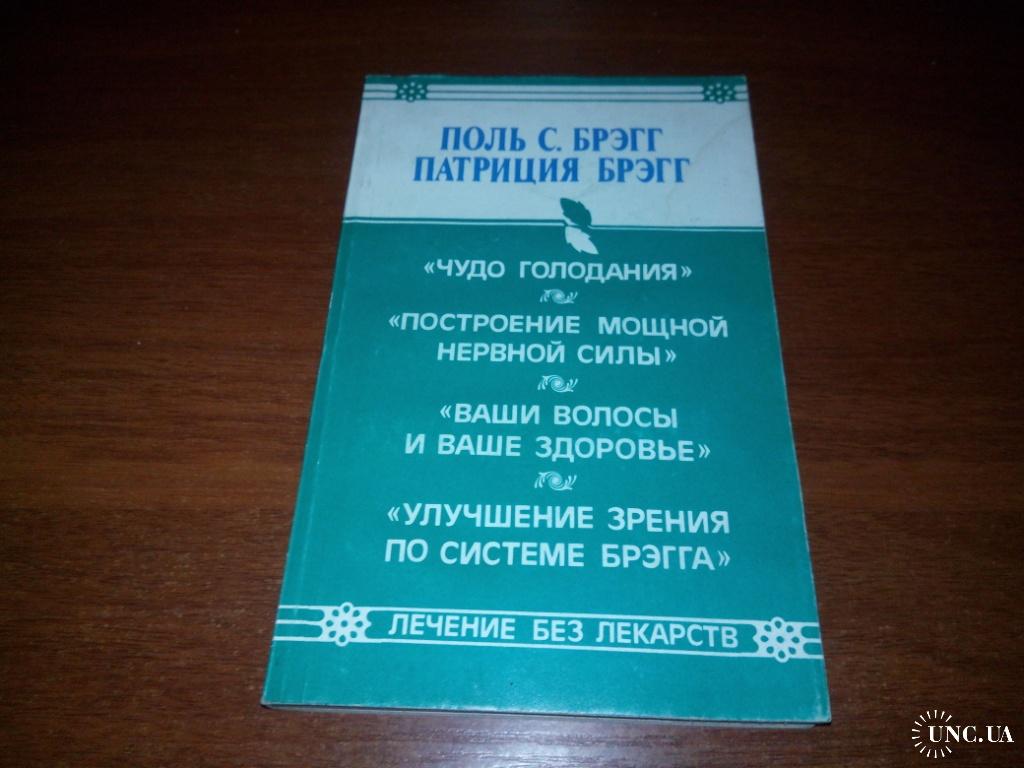 ПОЛЬ С. БРЭГГ
ПАТРИЦИЯ БРЭГГ
«ЧУДО ГОЛОДАНИЯ»
«ПОСТРОЕНИЕ МОЩНОЙ
НЕРВНОЙ СИЛЫ»
«ВАШИ ВОЛОСЫ
И ВАШЕ ЗДОРОВЬЕ»
«УЛУЧШЕНИЕ ЗРЕНИЯ
ПО СИСТЕМЕ БРЭГГА»
ЛЕЧЕНИЕ БЕЗ ЛЕКАРСТВ
UNC.UA